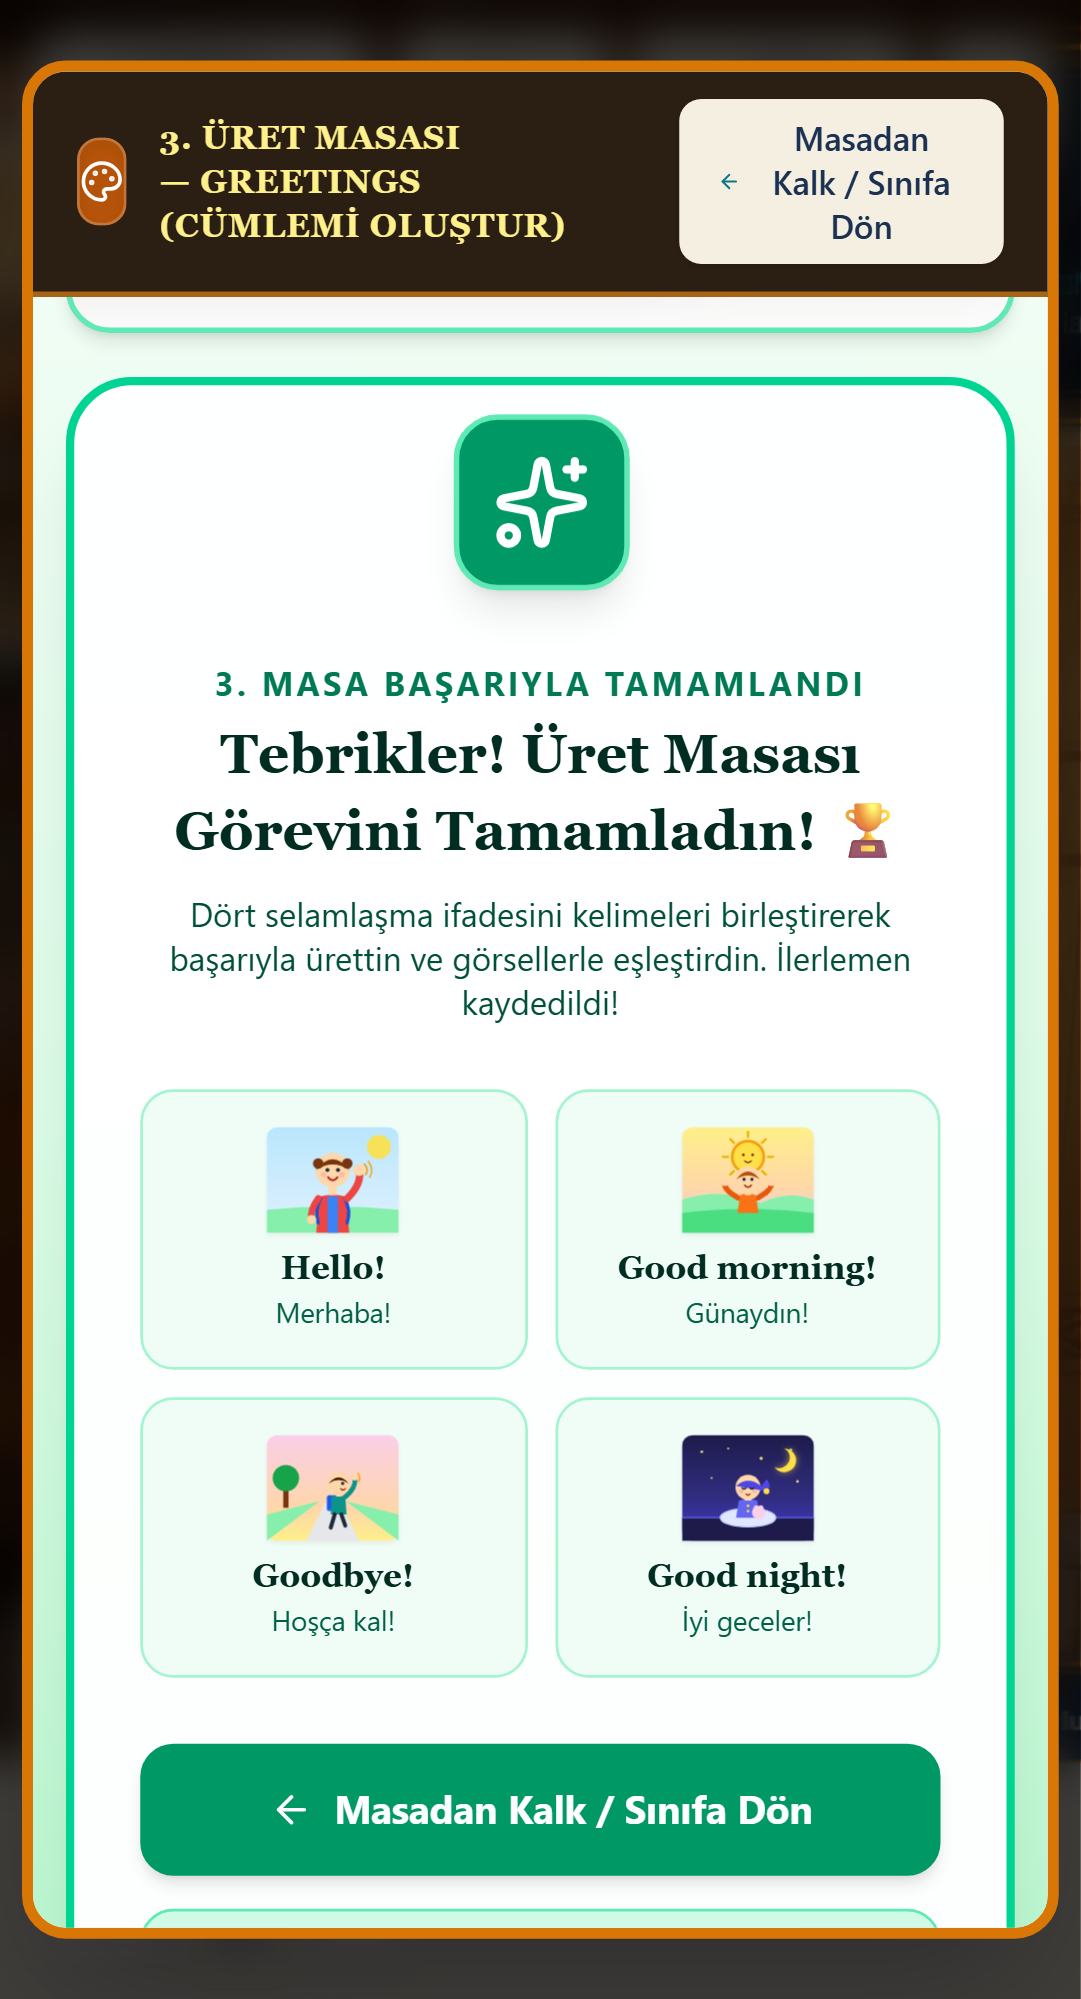 3. ÜRET MASASI
— GREETINGS
(CÜMLEMİ OLUŞTUR)
Masadan
Kalk / Sınıfa
Dön
3. MASA BAŞARIYLA TAMAMLANDI
Tebrikler! Üret Masası
Görevini Tamamladın! 🏆
Dört selamlaşma ifadesini kelimeleri birleştirerek
başarıyla ürettin ve görsellerle eşleştirdin. İlerlemen
kaydedildi!
Hello!
Merhaba!
Good morning!
Günaydın!
Goodbye!
Hoşça kal!
Good night!
İyi geceler!
Masadan Kalk / Sınıfa Dön